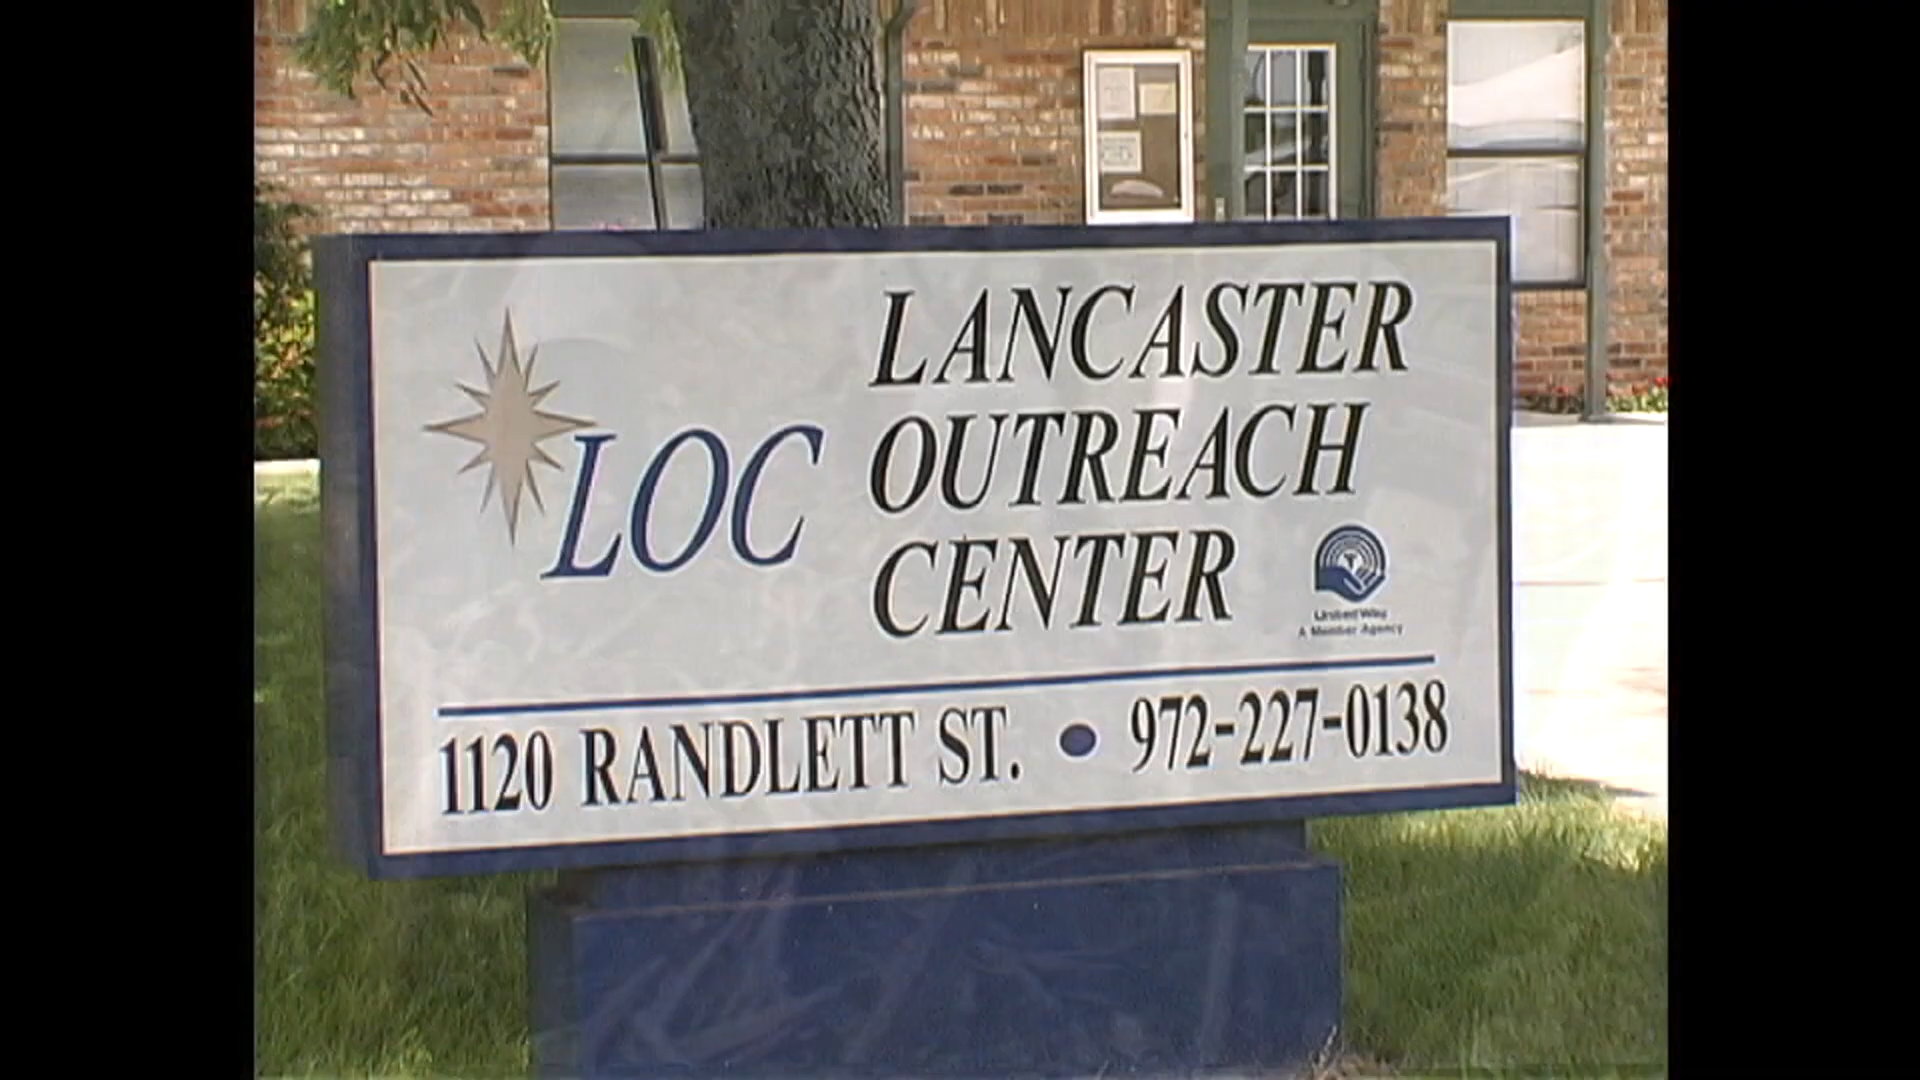 LOC
LANCASTER
OUTREACH
CENTER
United Way
A Member Agency
1120 RANDLETT ST. • 972-227-0138